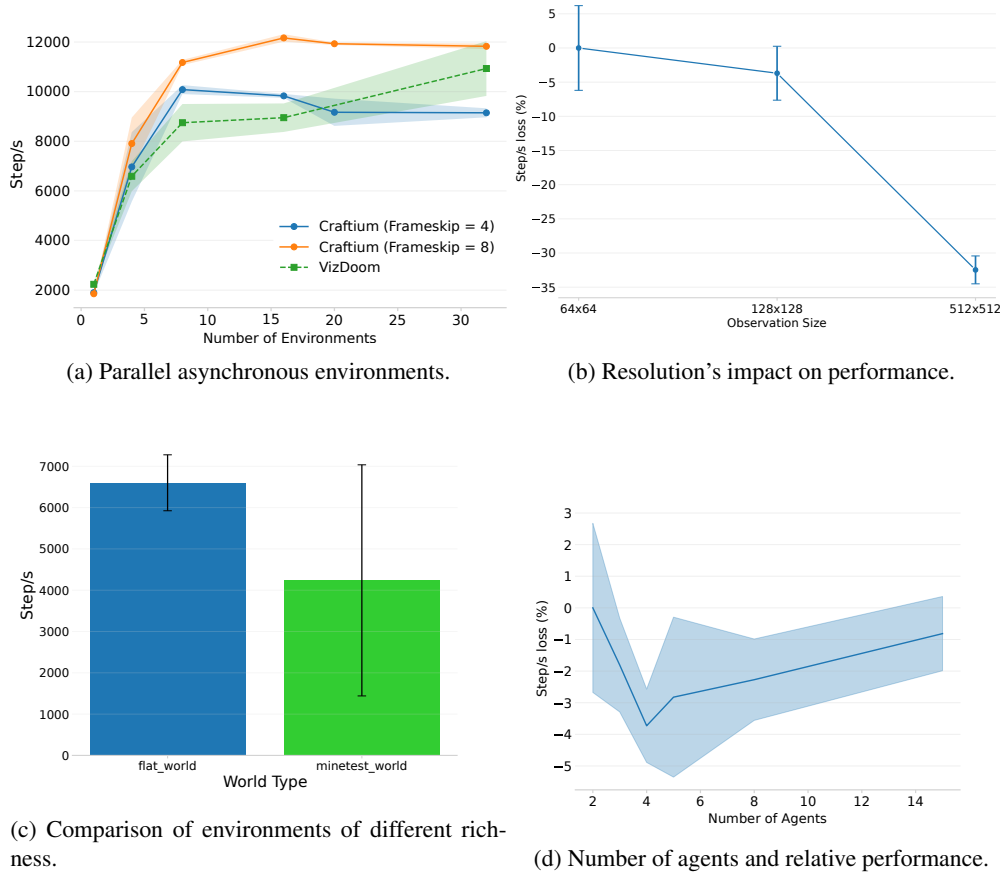 12000
10000
8000
6000
4000
2000
Step/s
0
5
10
15
20
25
30
Number of Environments
Craftium (Frameskip = 4)
Craftium (Frameskip = 8)
VizDoom
(a) Parallel asynchronous environments.
5
0
−5
−10
−15
−20
−25
−30
−35
Step/s loss (%)
64x64
128x128
512x512
Observation Size
(b) Resolution's impact on performance.
7000
6000
5000
4000
3000
2000
1000
0
Step/s
flat_world
minetest_world
World Type
(c) Comparison of environments of different rich-
ness.
3
2
1
0
−1
−2
−3
−4
−5
Step/s loss (%)
2
4
6
8
10
12
14
Number of Agents
(d) Number of agents and relative performance.